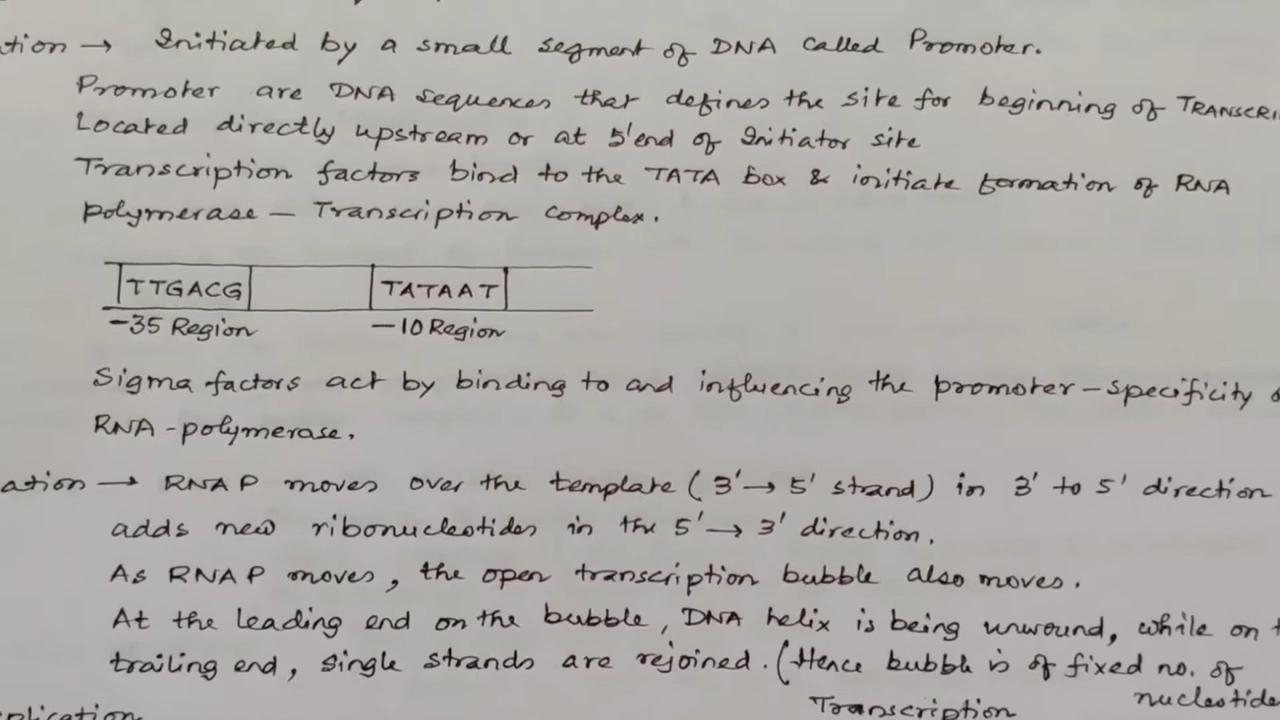 tion → Initiated by a small segment of DNA called Promoter.
Promoter are DNA sequences that defines the site for beginning of TRANSCRI
Located directly upstream or at 5' end of Initiator site
Transcription factors bind to the TATA box & initiate formation of RNA
polymerase – Transcription complex.
TTGACG TATAAT
-35 Region -10 Region
Sigma factors act by binding to and influencing the promoter-specificity o
RNA-polymerase.
ation → RNAP moves over the template (3' → 5' strand) in 3' to 5' direction
adds new ribonucleotides in the 5' → 3' direction.
As RNAP moves, the open transcription bubble also moves.
At the leading end on the bubble, DNA helix is being unwound, while on t
trailing end, single strands are rejoined. (Hence bubble is of fixed no. of
nucleotide
plication Transcription